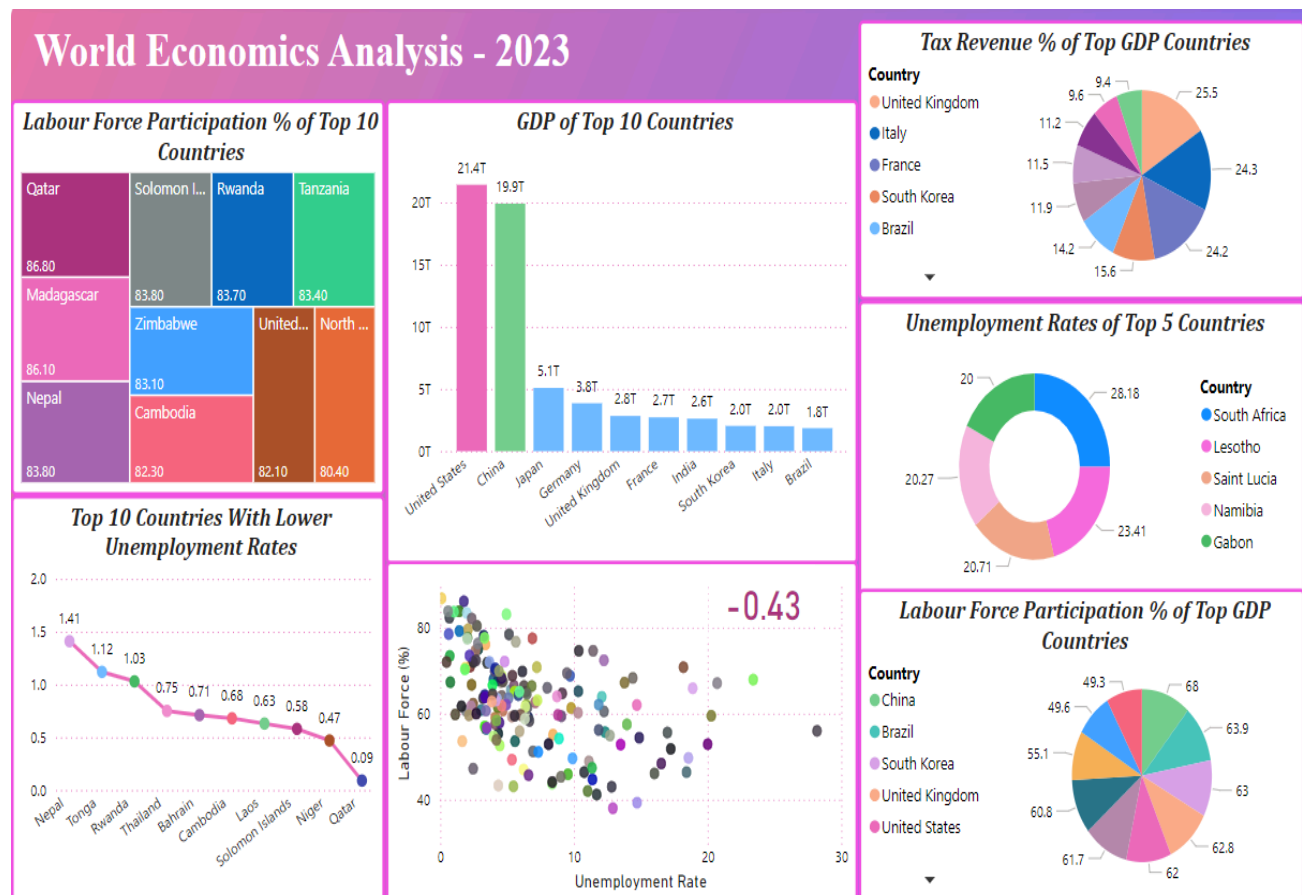 World Economics Analysis - 2023
Labour Force Participation % of Top 10
Countries
Qatar
86.80
Madagascar
86.10
Nepal
83.80
Solomon I...
83.80
Rwanda
83.70
Tanzania
83.40
Zimbabwe
83.10
Cambodia
82.30
United...
82.10
North ...
80.40
Top 10 Countries With Lower
Unemployment Rates
2.0
1.5
1.0
0.5
0.0
1.41
1.12
1.03
0.75
0.71
0.68
0.63
0.58
0.47
0.09
Nepal
Tonga
Rwanda
Thailand
Bahrain
Cambodia
Laos
Solomon Islands
Niger
Qatar
GDP of Top 10 Countries
20T
15T
10T
5T
0T
21.4T
19.9T
5.1T
3.8T
2.8T
2.7T
2.6T
2.0T
2.0T
1.8T
United States
China
Japan
Germany
United Kingdom
France
India
South Korea
Italy
Brazil
-0.43
Labour Force (%)
80
60
40
0
10
20
30
Unemployment Rate
Tax Revenue % of Top GDP Countries
Country
United Kingdom
Italy
France
South Korea
Brazil
25.5
24.3
24.2
15.6
14.2
11.9
11.5
11.2
9.6
9.4
Unemployment Rates of Top 5 Countries
28.18
23.41
20.71
20.27
20
Country
South Africa
Lesotho
Saint Lucia
Namibia
Gabon
Labour Force Participation % of Top GDP
Countries
Country
China
Brazil
South Korea
United Kingdom
United States
68
63.9
63
62.8
62
61.7
60.8
55.1
49.6
49.3